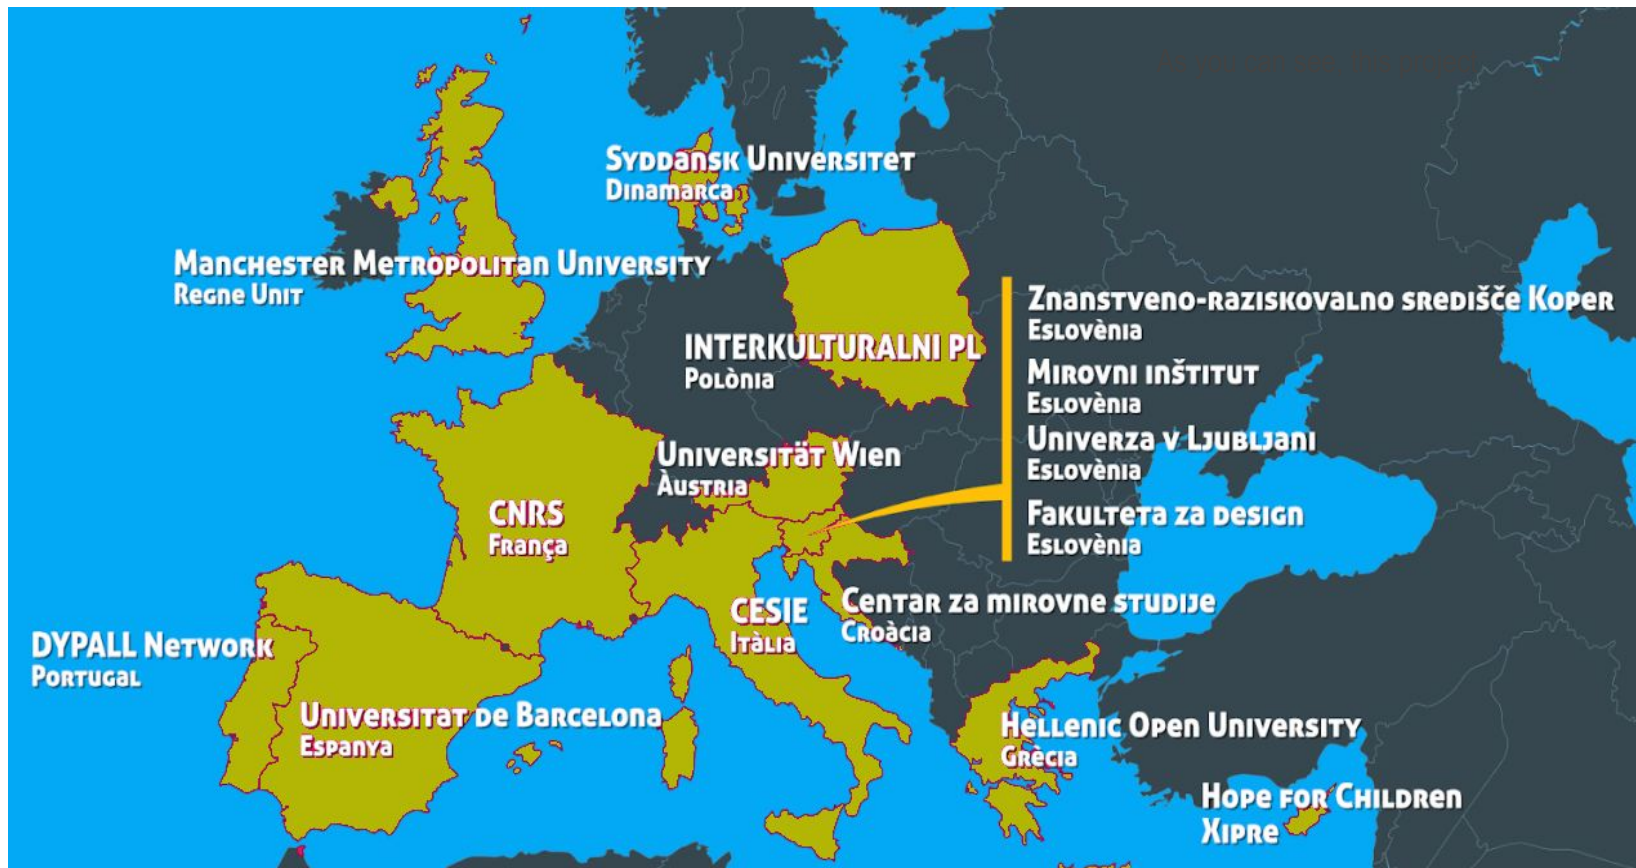 Syddansk Universitet
Dinamarca
Manchester Metropolitan University
Regne Unit
Znanstveno-raziskovalno središče Koper
Eslovènia
INTERKULTURALNI PL
Polònia
Mirovni inštitut
Eslovènia
Univerza v Ljubljani
Eslovènia
Universität Wien
Àustria
CNRS
França
Fakulteta za design
Eslovènia
CESIE
Itàlia
Centar za mirovne studije
Croàcia
DYPALL Network
Portugal
Universitat de Barcelona
Espanya
Hellenic Open University
Grècia
Hope for Children
Xipre